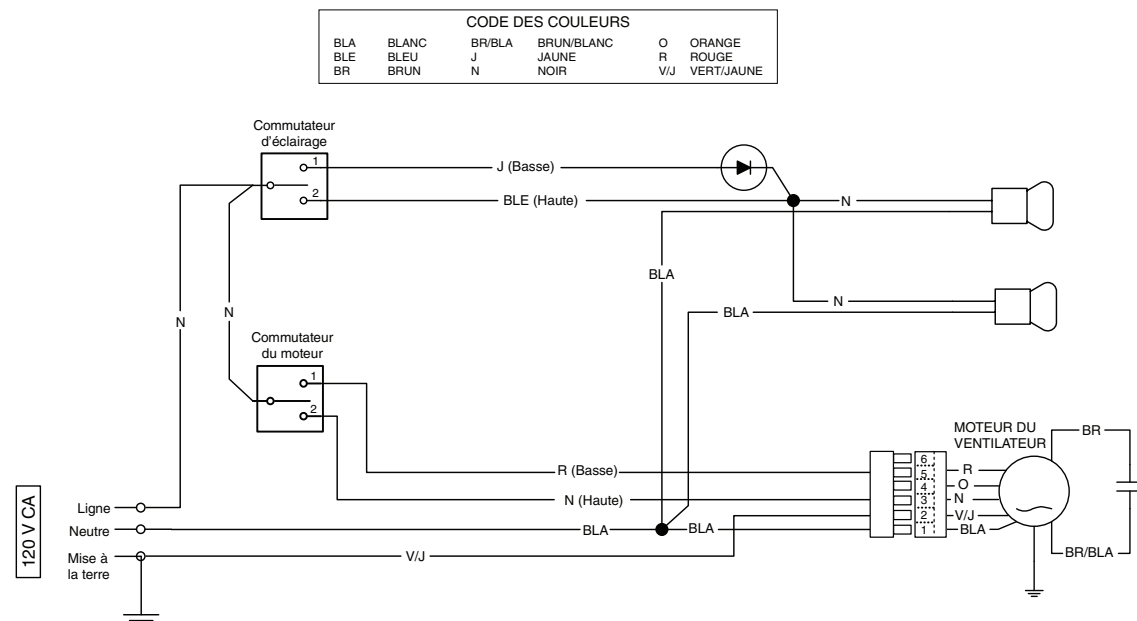 CODE DES COULEURS
BLA BLANC BR/BLA BRUN/BLANC O ORANGE
BLE BLEU J JAUNE R ROUGE
BR BRUN N NOIR V/J VERT/JAUNE
Commutateur
d'éclairage
1
2
J (Basse)
BLE (Haute)
N
BLA
N
BLA
N
N
Commutateur
du moteur
1
2
R (Basse)
N (Haute)
MOTEUR DU
VENTILATEUR
BR
6
5 R
4 O
3 N
2 V/J
1 BLA
BR/BLA
120 V CA
Ligne
Neutre
BLA
BLA
Mise à
la terre
V/J